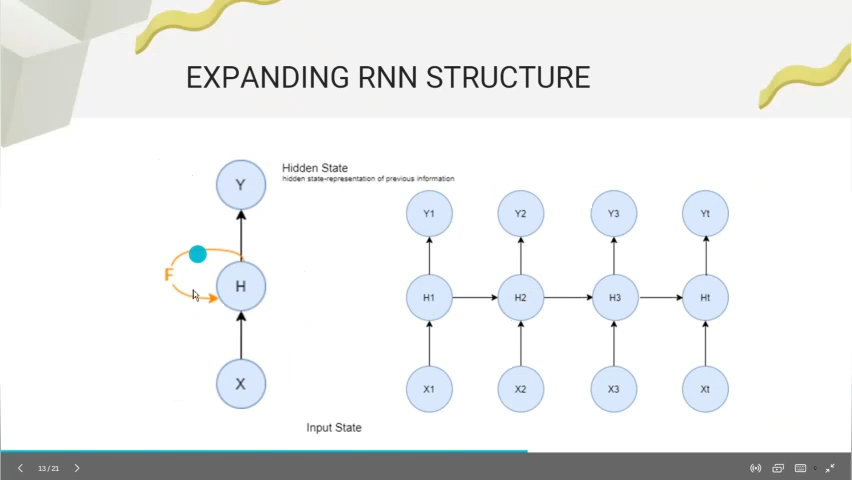 EXPANDING RNN STRUCTURE
Hidden State
hidden state-representation of previous information
Y
F
H
X
Y1 Y2 Y3 Yt
H1 H2 H3 Ht
X1 X2 X3 Xt
Input State
13 / 21
0